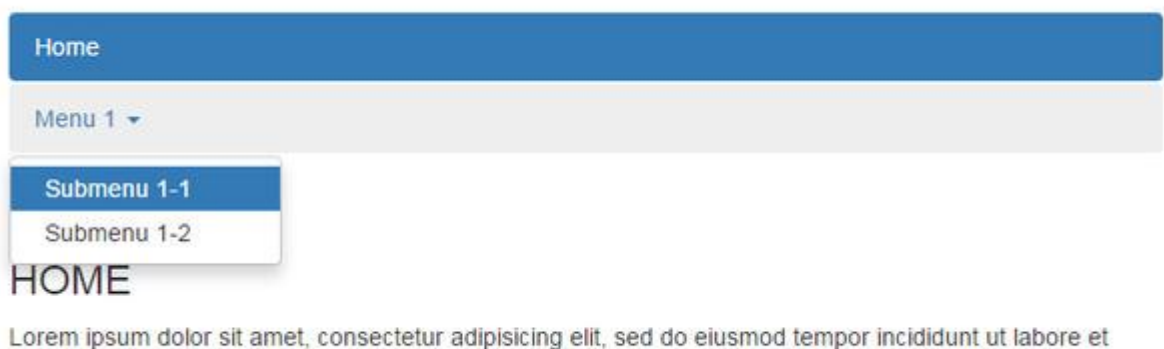 Home
Menu 1
Submenu 1-1
Submenu 1-2
HOME
Lorem ipsum dolor sit amet, consectetur adipisicing elit, sed do eiusmod tempor incididunt ut labore et